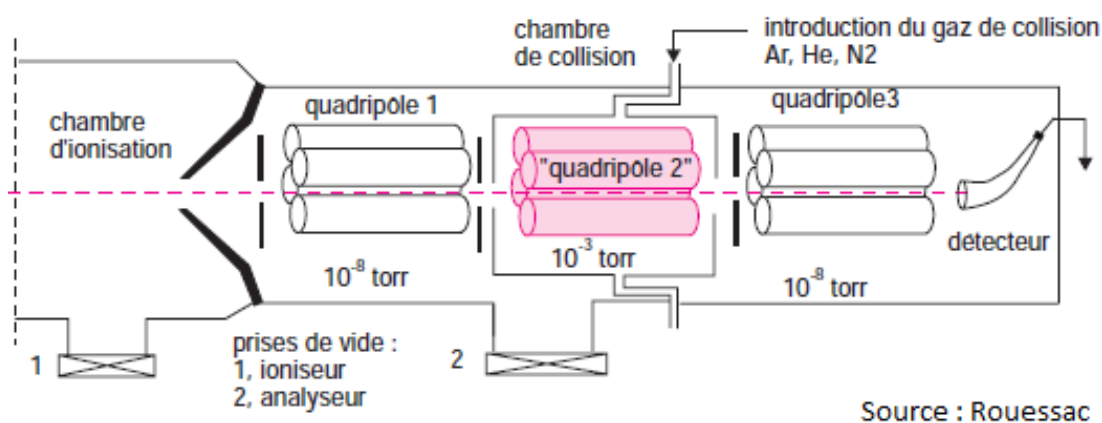 chambre
de collision
introduction du gaz de collision
Ar, He, N2
chambre
d'ionisation
quadripôle 1
"quadripôle 2"
quadripôle3
10-8 torr
10-3 torr
10-8 torr
détecteur
1
prises de vide :
1, ioniseur
2, analyseur
2
Source : Rouessac